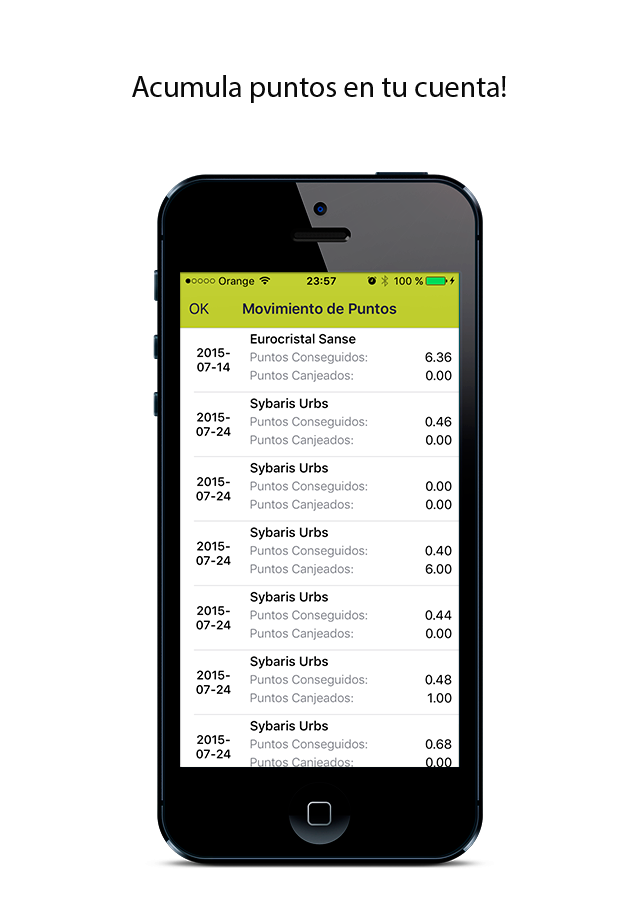 Acumula puntos en tu cuenta!
Orange 23:57 100 %
OK Movimiento de Puntos
Eurocristal Sanse
2015-
07-14
Puntos Conseguidos: 6.36
Puntos Canjeados: 0.00
Sybaris Urbs
2015-
07-24
Puntos Conseguidos: 0.46
Puntos Canjeados: 0.00
Sybaris Urbs
2015-
07-24
Puntos Conseguidos: 0.00
Puntos Canjeados: 0.00
Sybaris Urbs
2015-
07-24
Puntos Conseguidos: 0.40
Puntos Canjeados: 6.00
Sybaris Urbs
2015-
07-24
Puntos Conseguidos: 0.44
Puntos Canjeados: 0.00
Sybaris Urbs
2015-
07-24
Puntos Conseguidos: 0.48
Puntos Canjeados: 1.00
Sybaris Urbs
2015-
07-24
Puntos Conseguidos: 0.68
Puntos Canjeados: 0.00